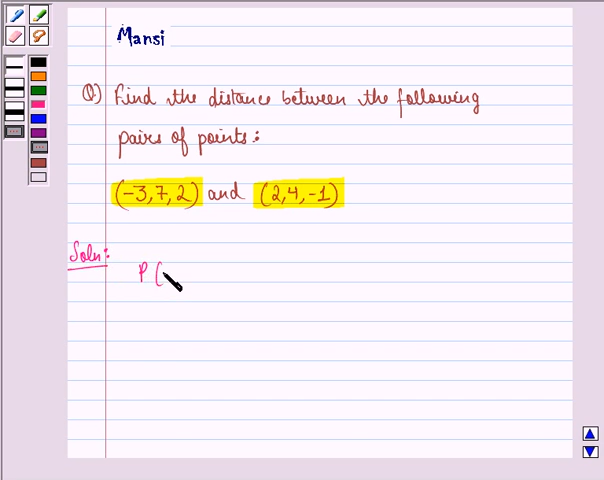 Mansi
Q) Find the distance between the following
pairs of points:
(-3,7,2) and (2,4,-1)
Soln:
P (